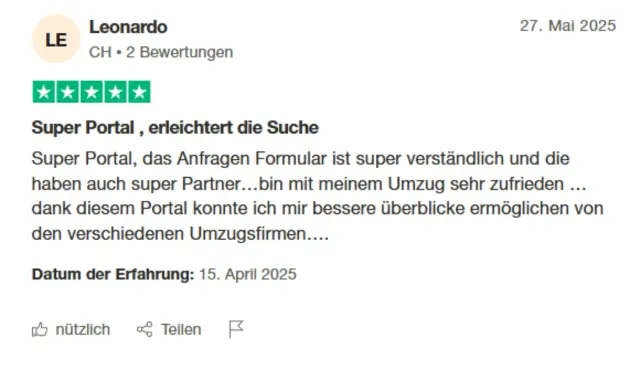 LE
Leonardo
27. Mai 2025
CH • 2 Bewertungen
Super Portal , erleichtert die Suche
Super Portal, das Anfragen Formular ist super verständlich und die
haben auch super Partner…bin mit meinem Umzug sehr zufrieden …
dank diesem Portal konnte ich mir bessere überblicke ermöglichen von
den verschiedenen Umzugsfirmen….
Datum der Erfahrung: 15. April 2025
nützlich
Teilen